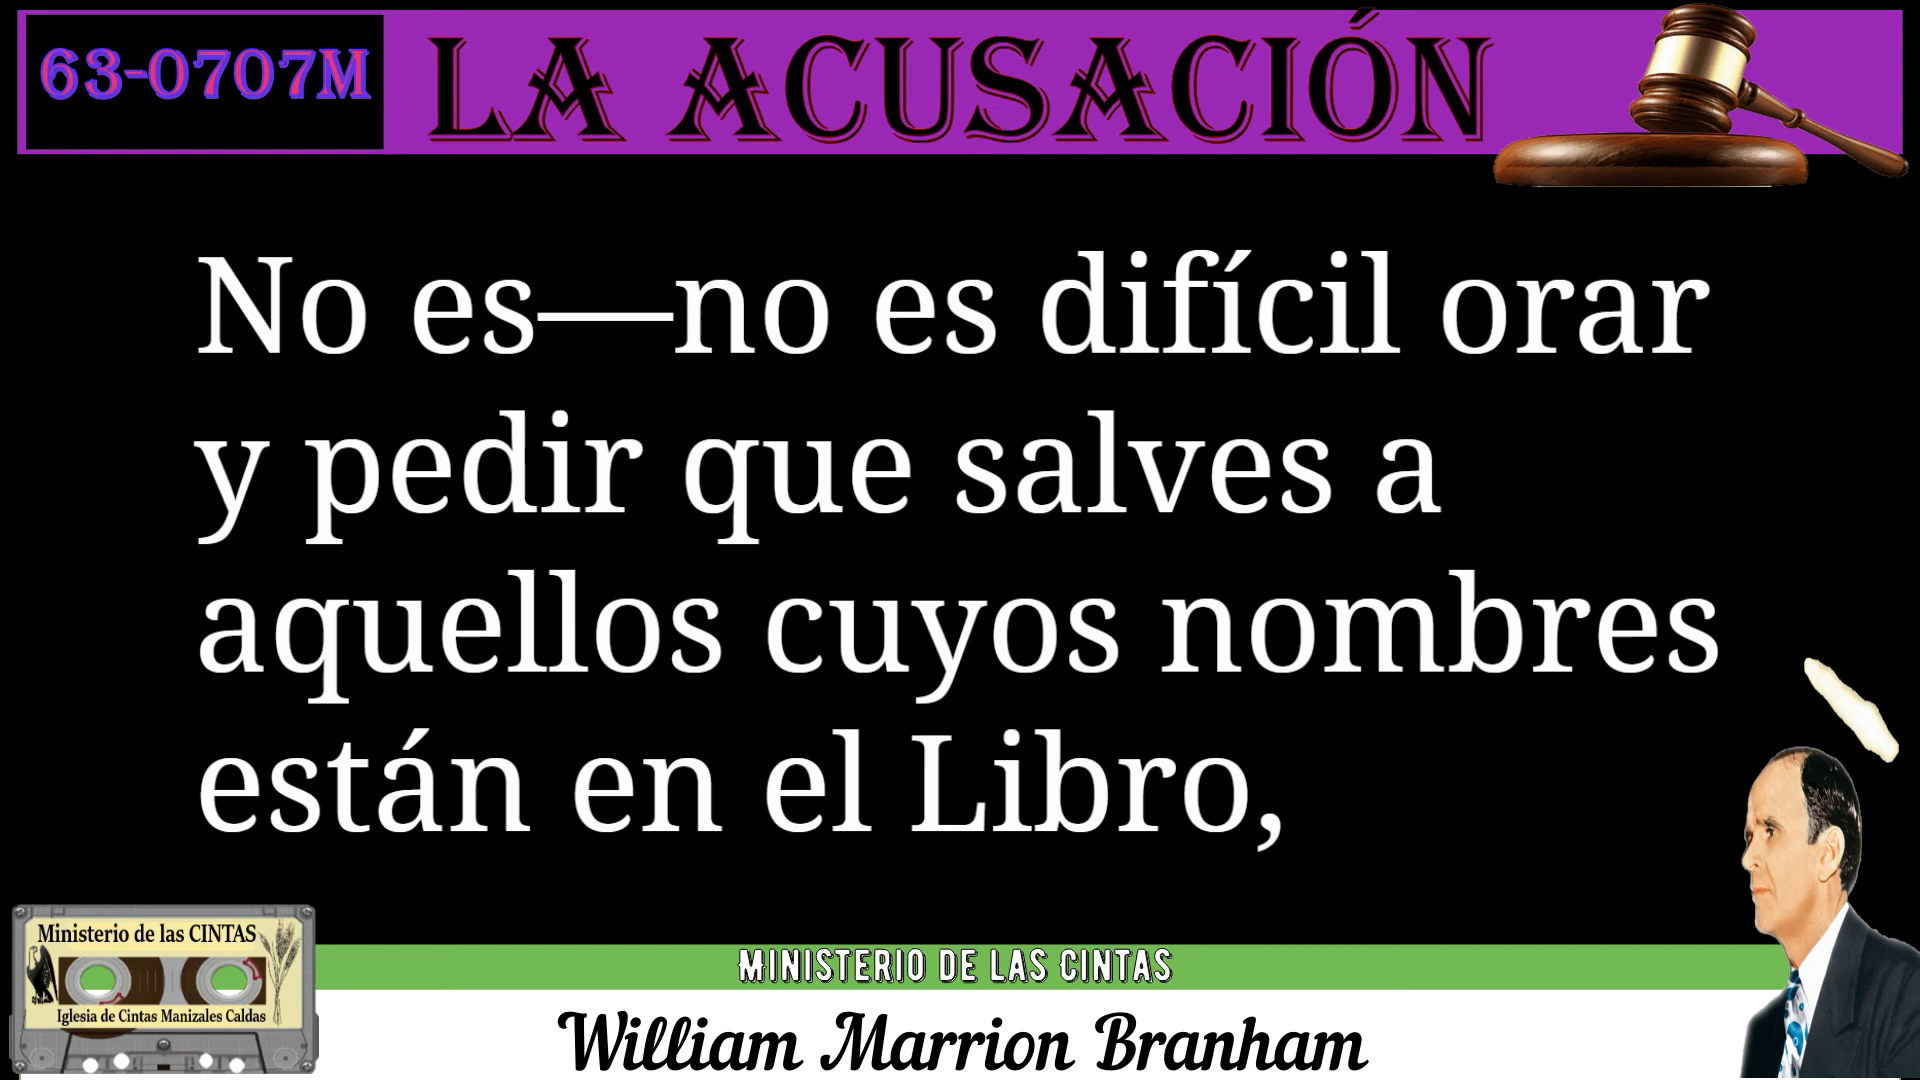 63-0707M
LA ACUSACIÓN
No es—no es difícil orar
y pedir que salves a
aquellos cuyos nombres
están en el Libro,
Ministerio de las CINTAS
Iglesia de Cintas Manizales Caldas
MINISTERIO DE LAS CINTAS
William Marrion Branham